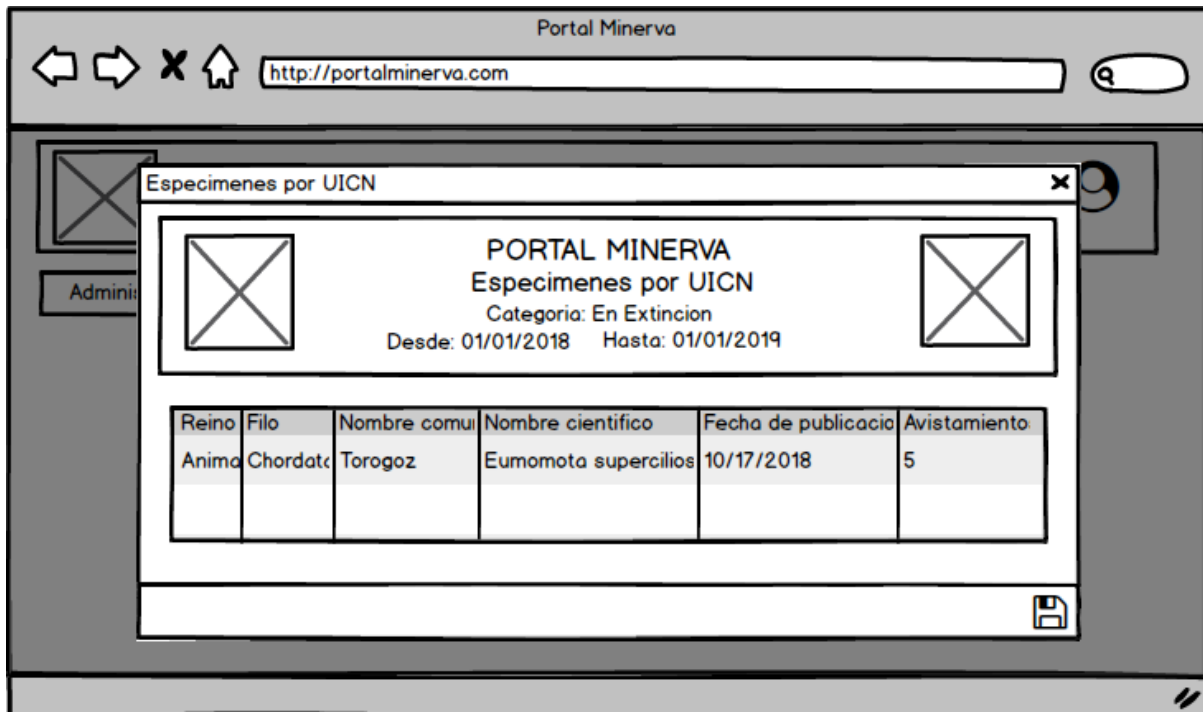 Portal Minerva
http://portalminerva.com
Especimenes por UICN
PORTAL MINERVA
Especimenes por UICN
Categoria: En Extincion
Desde: 01/01/2018 Hasta: 01/01/2019
Adminis
Reino Filo Nombre comu Nombre cientifico Fecha de publicacio Avistamiento
Anima Chordat Torogoz Eumomota supercilios 10/17/2018 5